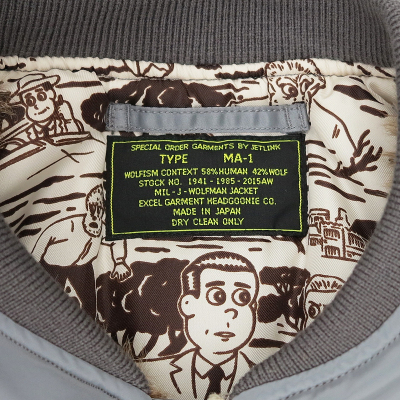 SPECIAL ORDER GARMENTS BY JETLINK
TYPE MA-1
WOLFISM CONTEXT 58%HUMAN 42%WOLF
STOCK NO. 1941 - 1985 - 2015AW
MIL - J - WOLFMAN JACKET
EXCEL GARMENT HEADGOONIE CO.
MADE IN JAPAN
DRY CLEAN ONLY